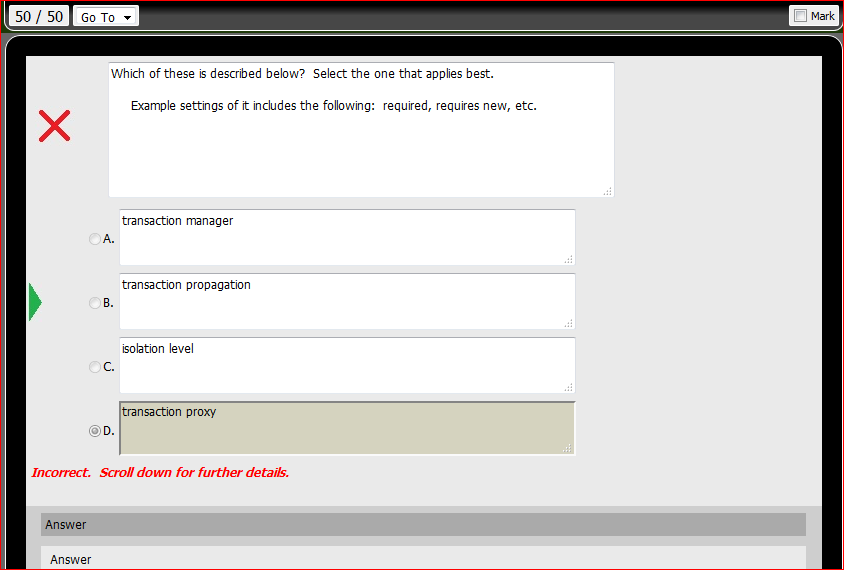 50 / 50 Go To Mark
Which of these is described below?  Select the one that applies best.
Example settings of it includes the following:  required, requires new, etc.
A. transaction manager
B. transaction propagation
C. isolation level
D. transaction proxy
Incorrect.  Scroll down for further details.
Answer
Answer